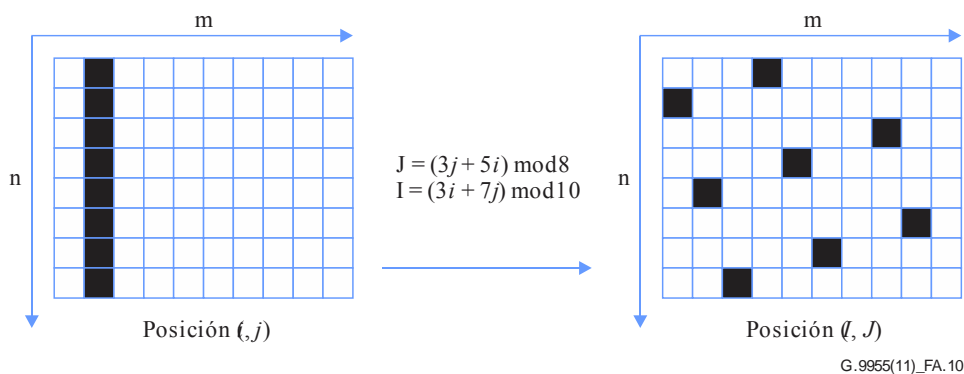 m
m
n
J = (3j + 5i) mod8
I = (3i + 7j) mod10
n
Posición (i, j)
Posición (I, J)
G.9955(11)_FA.10